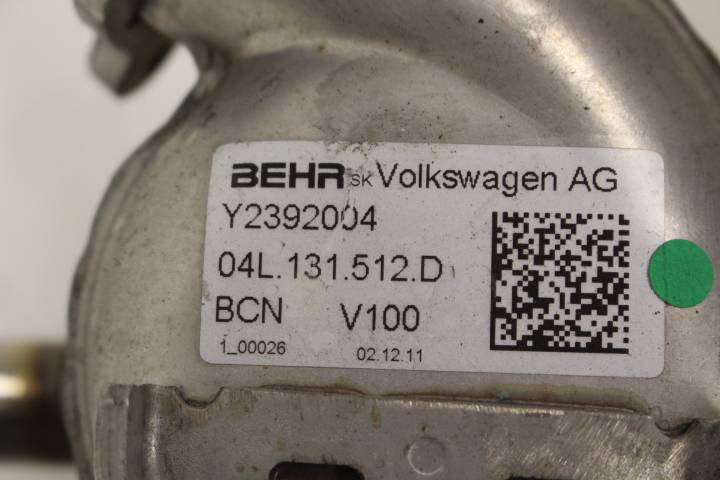 BEHR SK Volkswagen AG
Y2392004
04L.131.512.D
BCN V100
1_00026 02.12.11